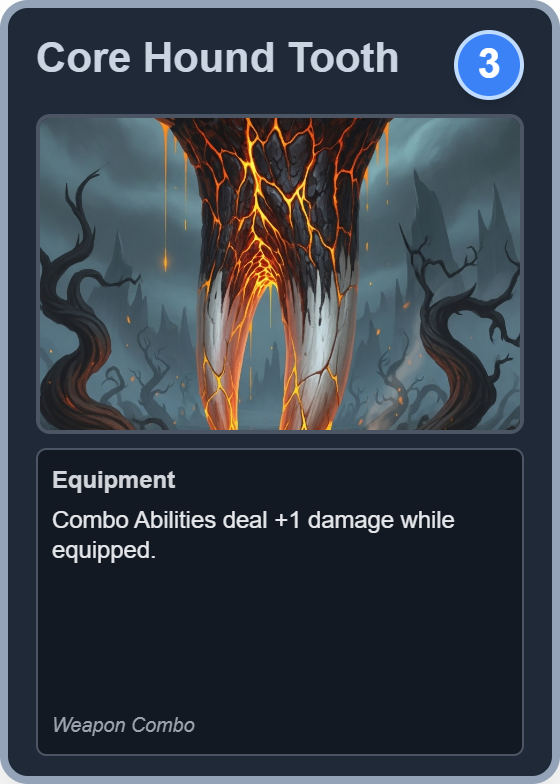 Core Hound Tooth
3
Equipment
Combo Abilities deal +1 damage while
equipped.
Weapon Combo